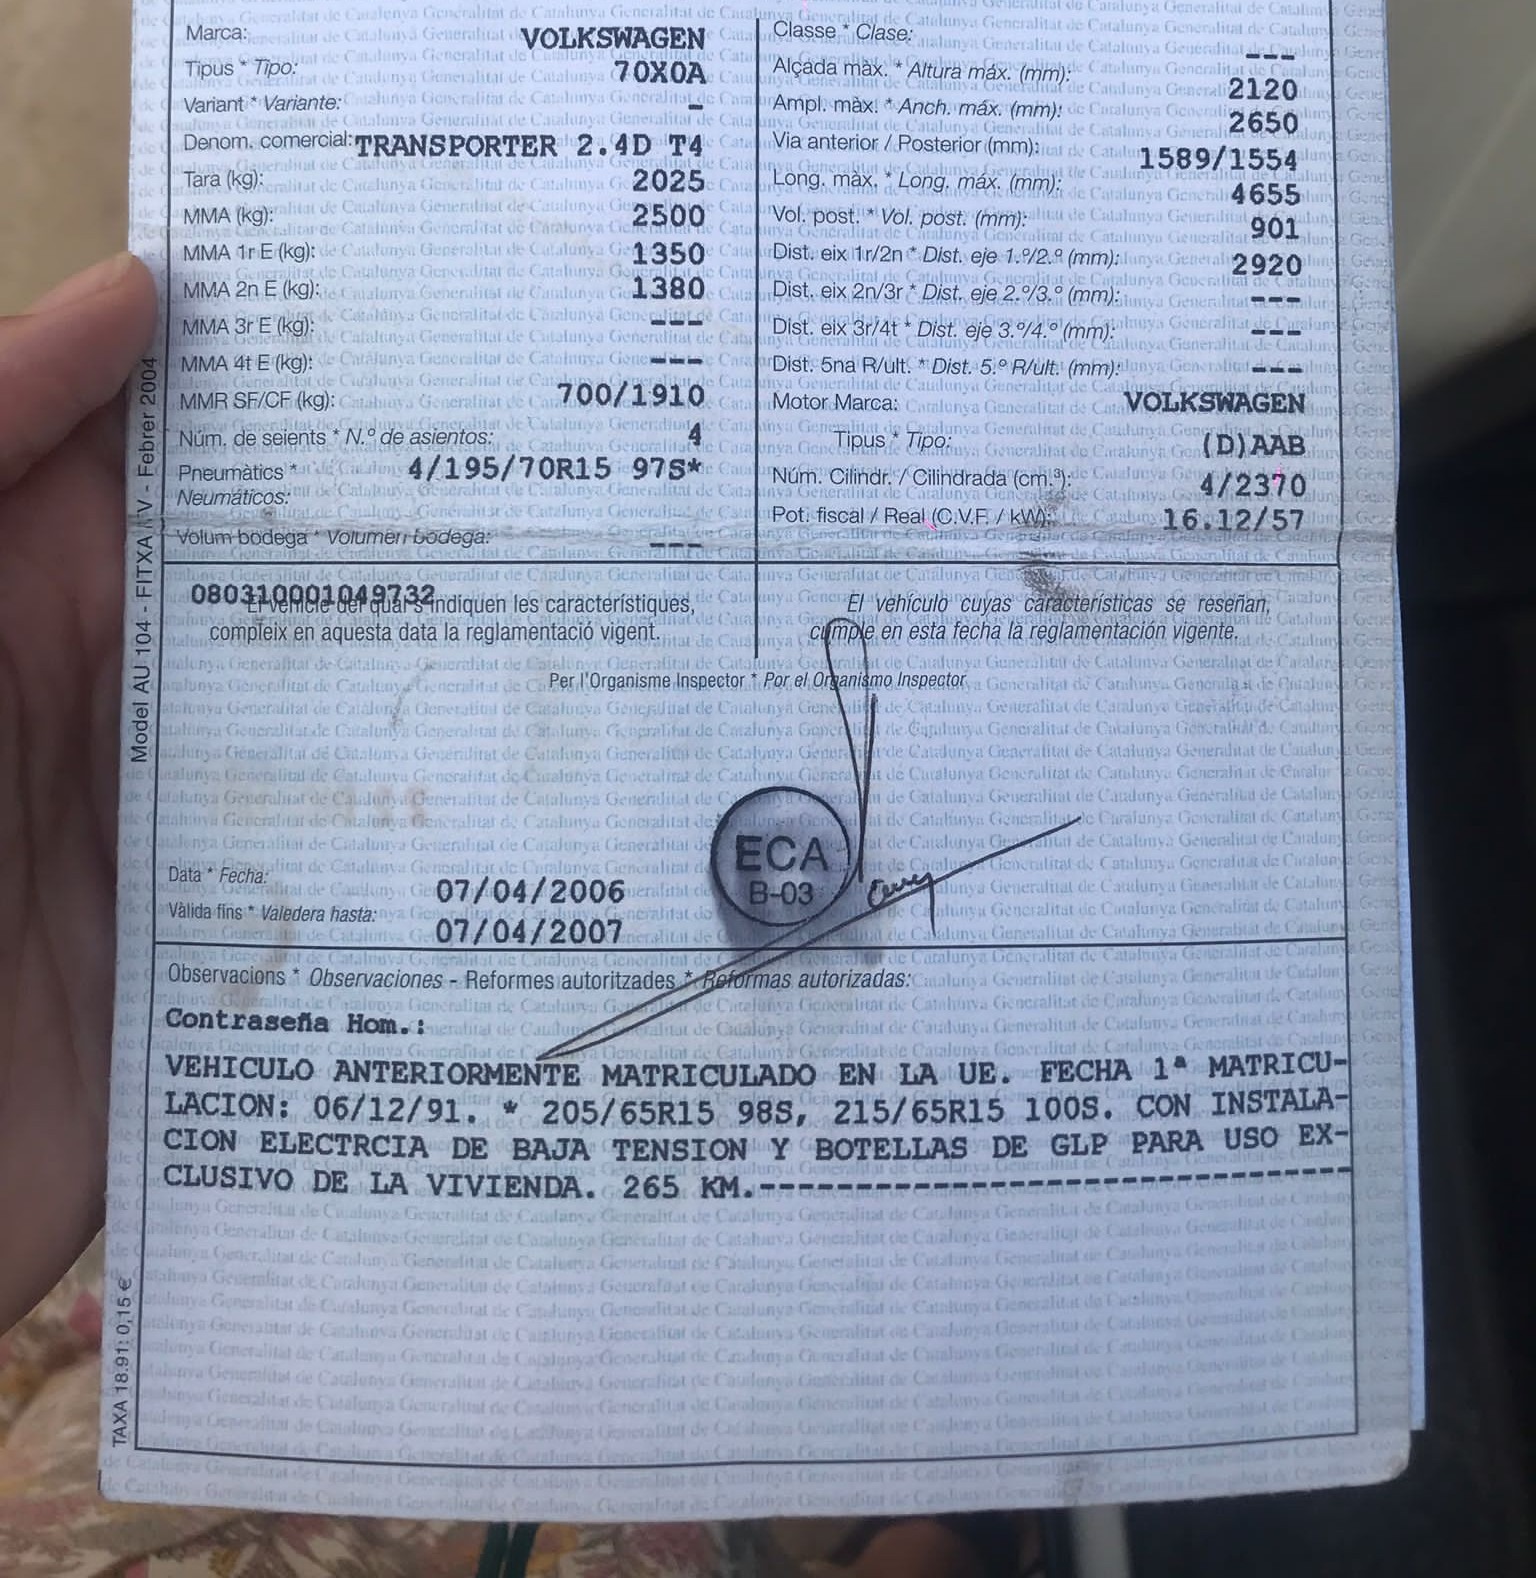 Marca: VOLKSWAGEN
Tipus * Tipo: 70X0A
Variant * Variante: -
Denom. comercial: TRANSPORTER 2.4D T4
Tara (kg): 2025
MMA (kg): 2500
MMA 1r E (kg): 1350
MMA 2n E (kg): 1380
MMA 3r E (kg): ---
MMA 4t E (kg): ---
MMR SF/CF (kg): 700/1910
Núm. de seients * N.º de asientos: 4
Pneumàtics * 4/195/70R15 97S*
Neumáticos:
Volum bodega * Volumen bodega: ---
Classe * Clase: ---
Alçada màx. * Altura máx. (mm): 2120
Ampl. màx. * Anch. máx. (mm): 2650
Via anterior / Posterior (mm): 1589/1554
Long. màx. * Long. máx. (mm): 4655
Vol. post. * Vol. post. (mm): 901
Dist. eix 1r/2n * Dist. eje 1.º/2.º (mm): 2920
Dist. eix 2n/3r * Dist. eje 2.º/3.º (mm): ---
Dist. eix 3r/4t * Dist. eje 3.º/4.º (mm): ---
Dist. 5na R/ult. * Dist. 5.º R/ult. (mm): ---
Motor Marca: VOLKSWAGEN
Tipus * Tipo: (D)AAB
Núm. Cilindr. / Cilindrada (cm.³): 4/2370
Pot. fiscal / Real (C.V.F. / kW): 16.12/57
080310001049732
El vehicle del qual s'indiquen les característiques,
compleix en aquesta data la reglamentació vigent.
El vehículo cuyas características se reseñan,
cumple en esta fecha la reglamentación vigente.
Per l'Organisme Inspector * Por el Organismo Inspector
ECA
B-03
Data * Fecha: 07/04/2006
Vàlida fins * Valedera hasta: 07/04/2007
Observacions * Observaciones - Reformes autoritzades * Reformas autorizadas:
Contraseña Hom.:
VEHICULO ANTERIORMENTE MATRICULADO EN LA UE. FECHA 1ª MATRICU-
LACION: 06/12/91. * 205/65R15 98S, 215/65R15 100S. CON INSTALA-
CION ELECTRCIA DE BAJA TENSION Y BOTELLAS DE GLP PARA USO EX-
CLUSIVO DE LA VIVIENDA. 265 KM.-------------------------------
Model AU 104 - FITXA IV - Febrer 2004
TAXA 18.91: 0,15 €